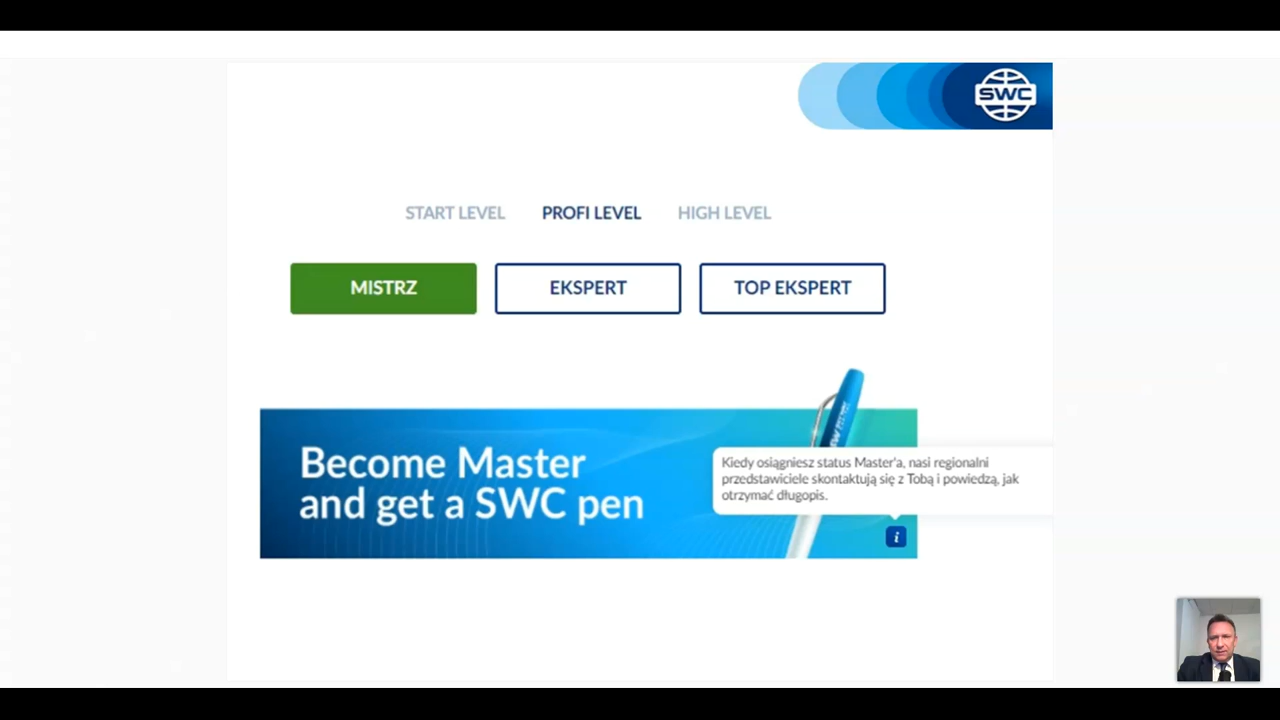 SWC
START LEVEL PROFI LEVEL HIGH LEVEL
MISTRZ EKSPERT TOP EKSPERT
Become Master
and get a SWC pen
Kiedy osiągniesz status Master'a, nasi regionalni
przedstawiciele skontaktują się z Tobą i powiedzą, jak
otrzymać długopis.
i